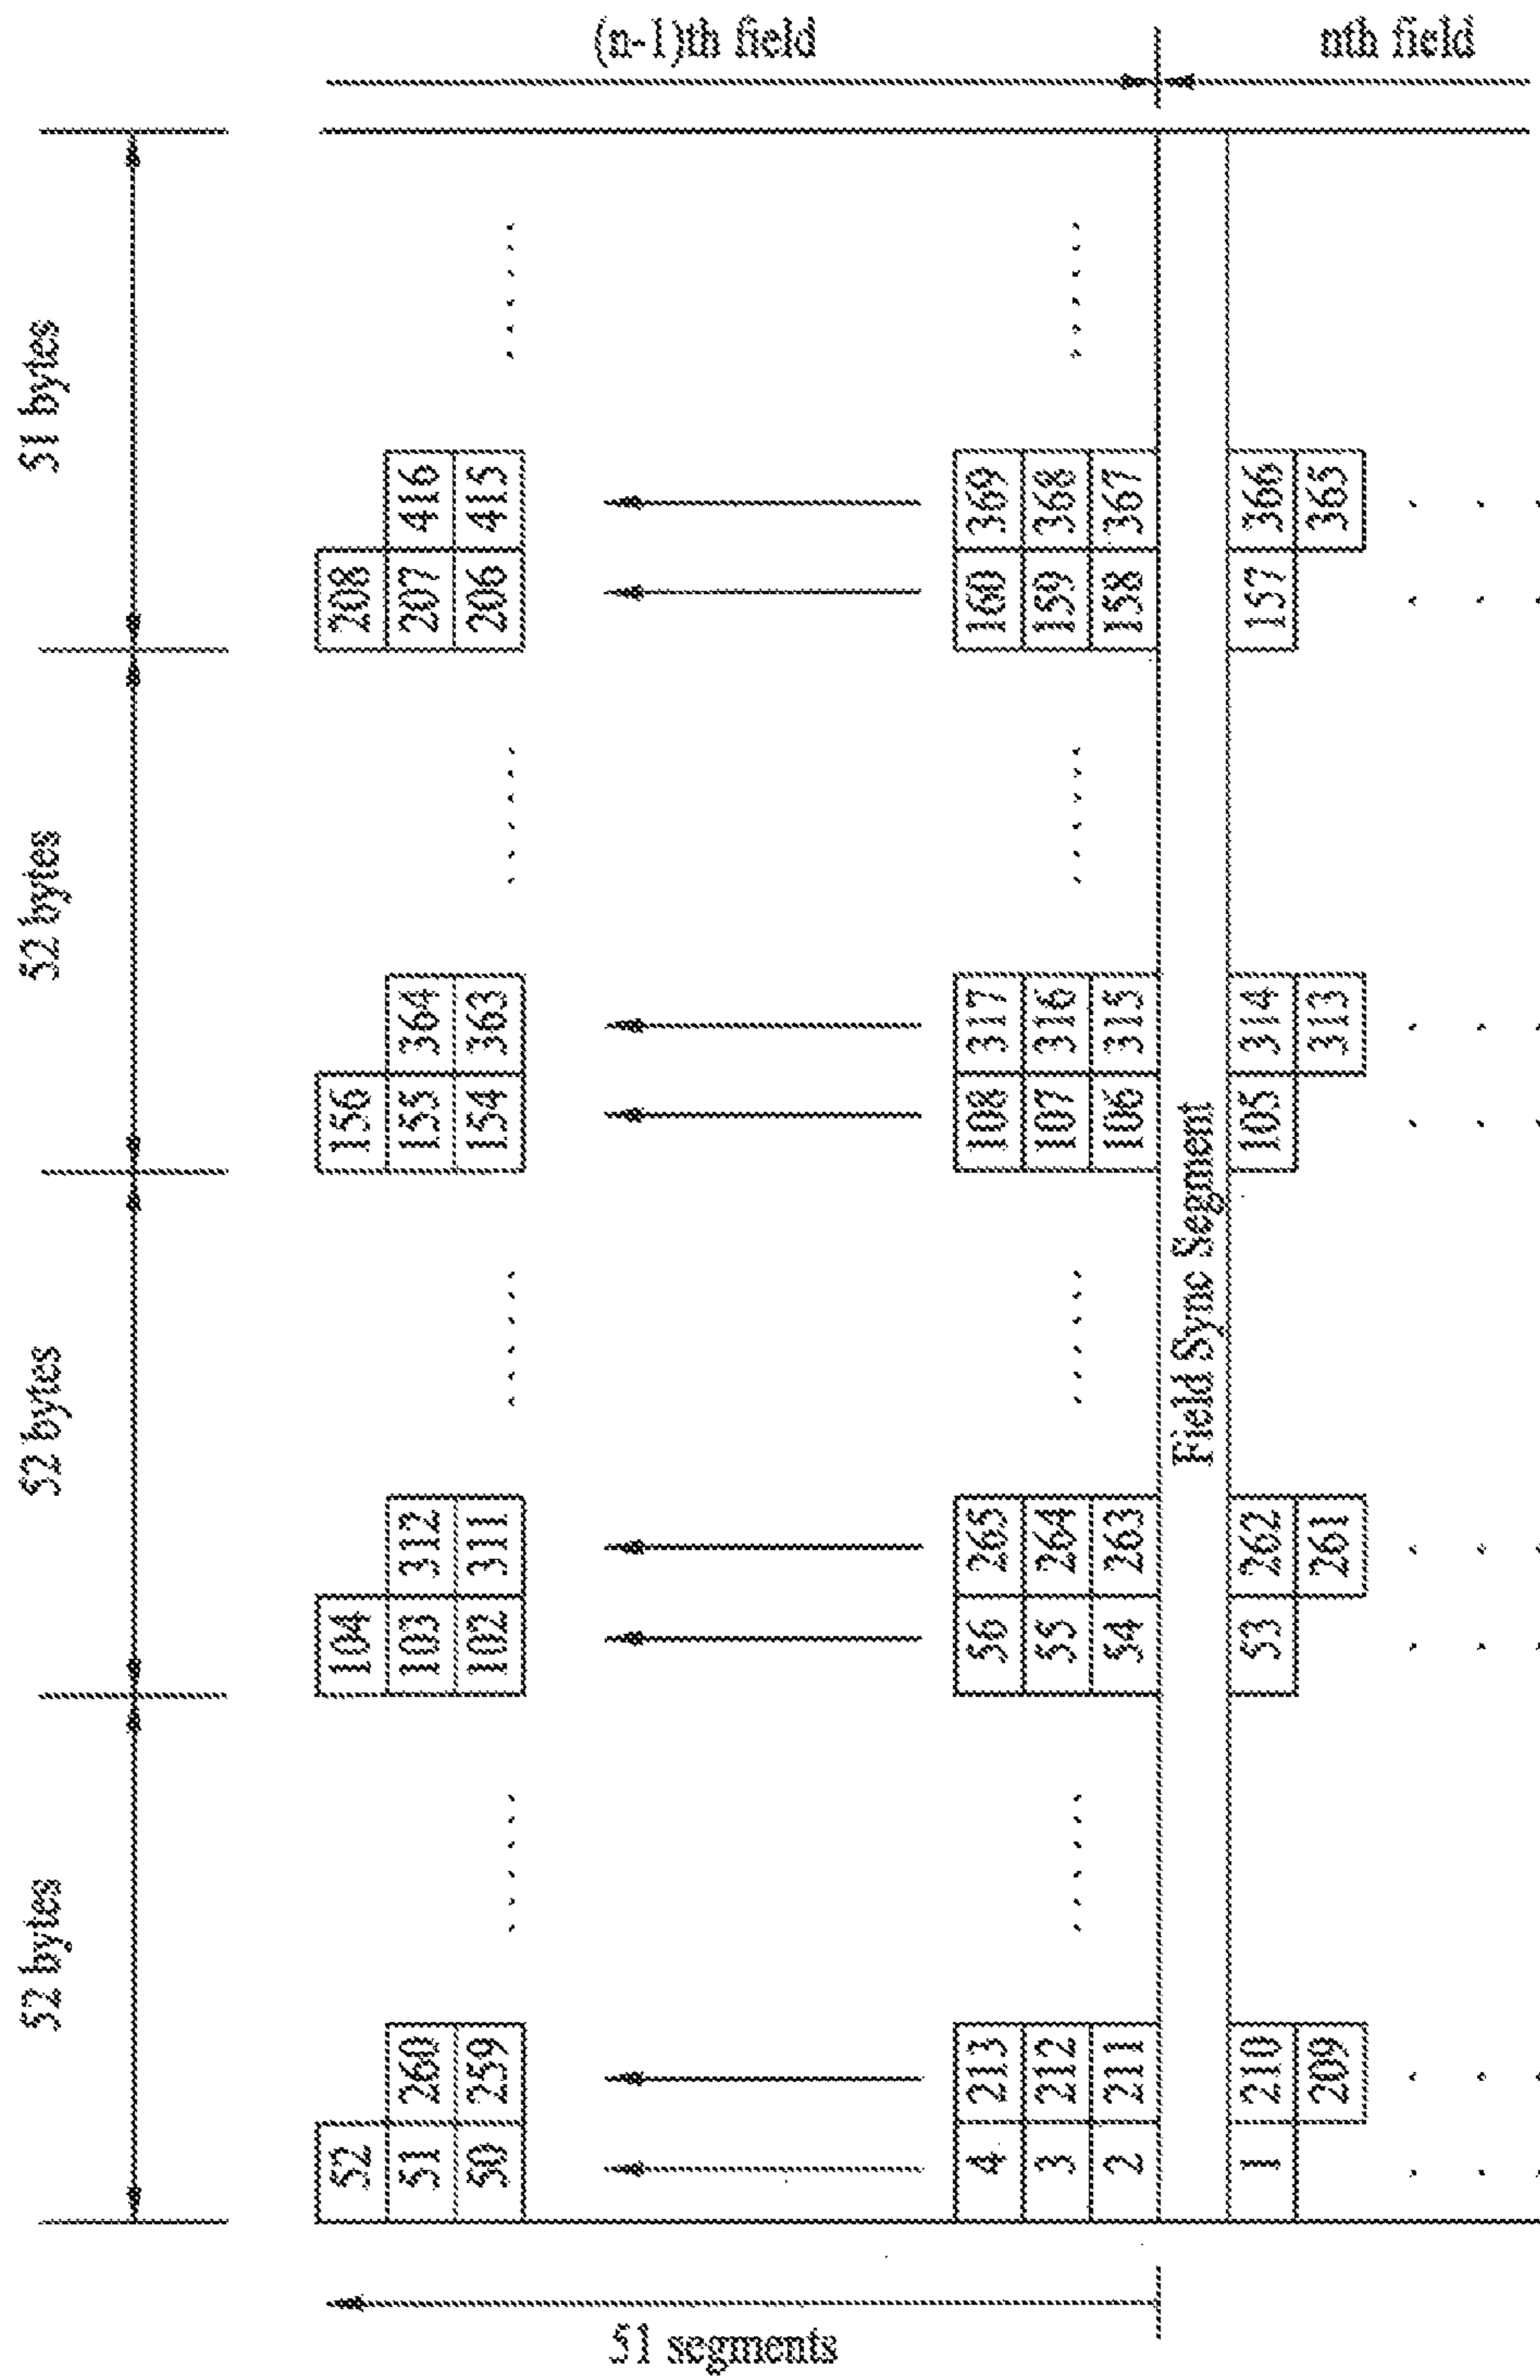 52 bytes 52 bytes 52 bytes 51 bytes
52 104 156 208
51 260 103 312 155 364 207 416
50 259 102 311 154 363 206 415
51 segments
(n-1)th field
4 213 56 265 108 317 160 369
3 212 55 264 107 316 159 368
2 211 54 263 106 315 158 367
Field Sync Segment
1 210 53 262 105 314 157 366
209 261 313 365
nth field